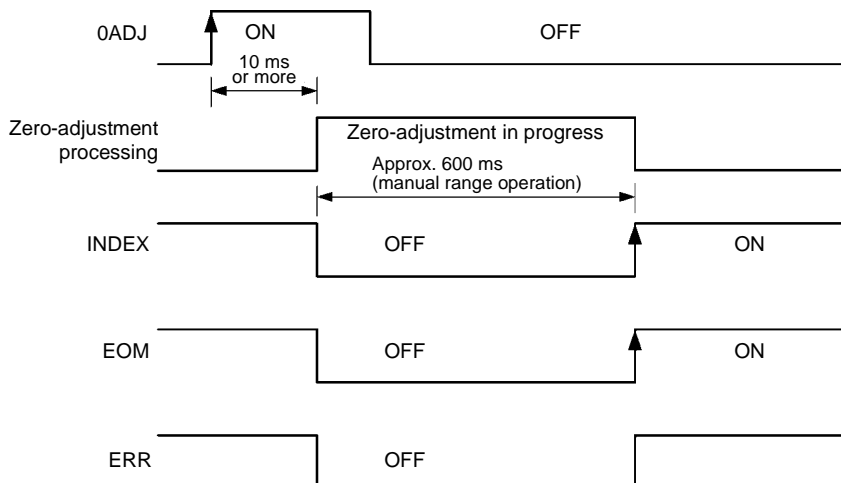 0ADJ
ON
OFF
10 ms
or more
Zero-adjustment
processing
Zero-adjustment in progress
Approx. 600 ms
(manual range operation)
INDEX
OFF
ON
EOM
OFF
ON
ERR
OFF